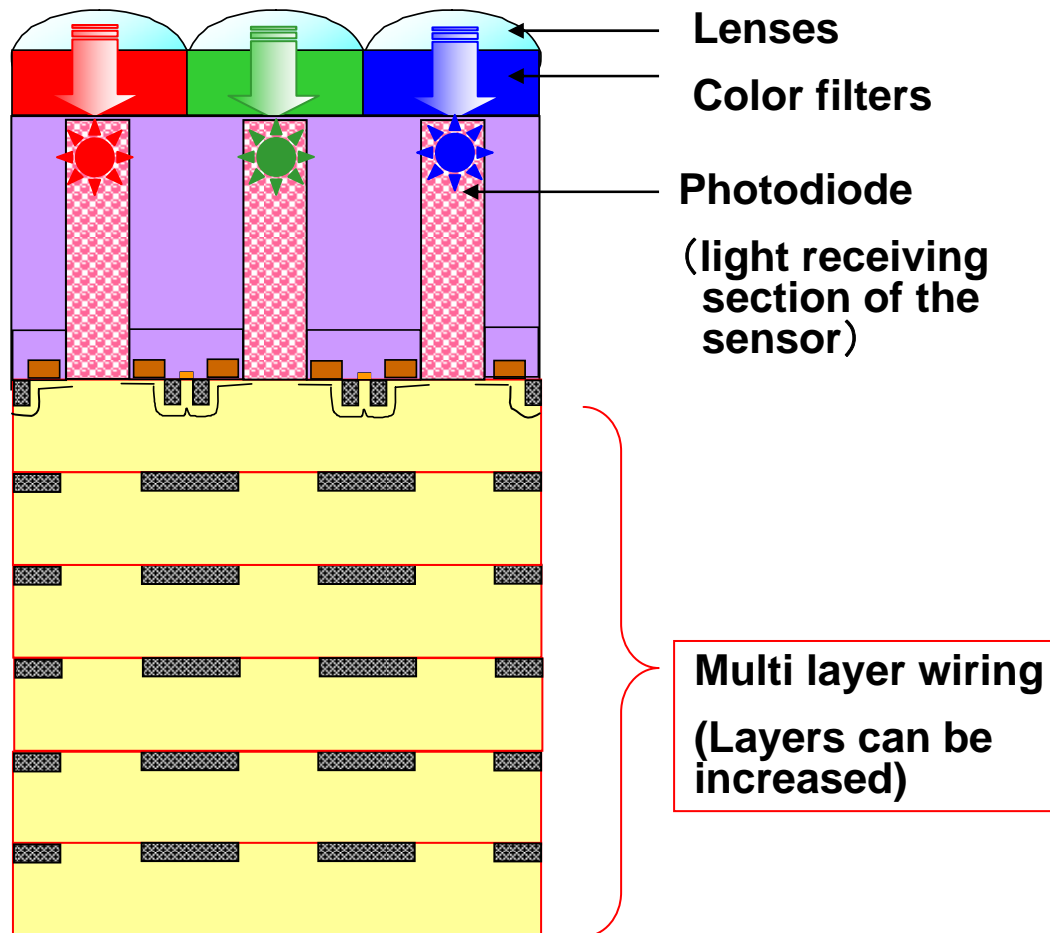 Lenses
Color filters
Photodiode
（light receiving
section of the
sensor）
Multi layer wiring
(Layers can be
increased)